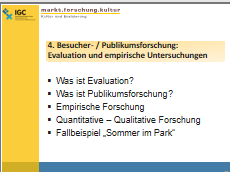 IGC
markt.forschung.kultur
Kultur und Evaluierung
4. Besucher- / Publikumsforschung:
Evaluation und empirische Untersuchungen
Was ist Evaluation?
Was ist Publikumsforschung?
Empirische Forschung
Quantitative – Qualitative Forschung
Fallbeispiel „Sommer im Park“